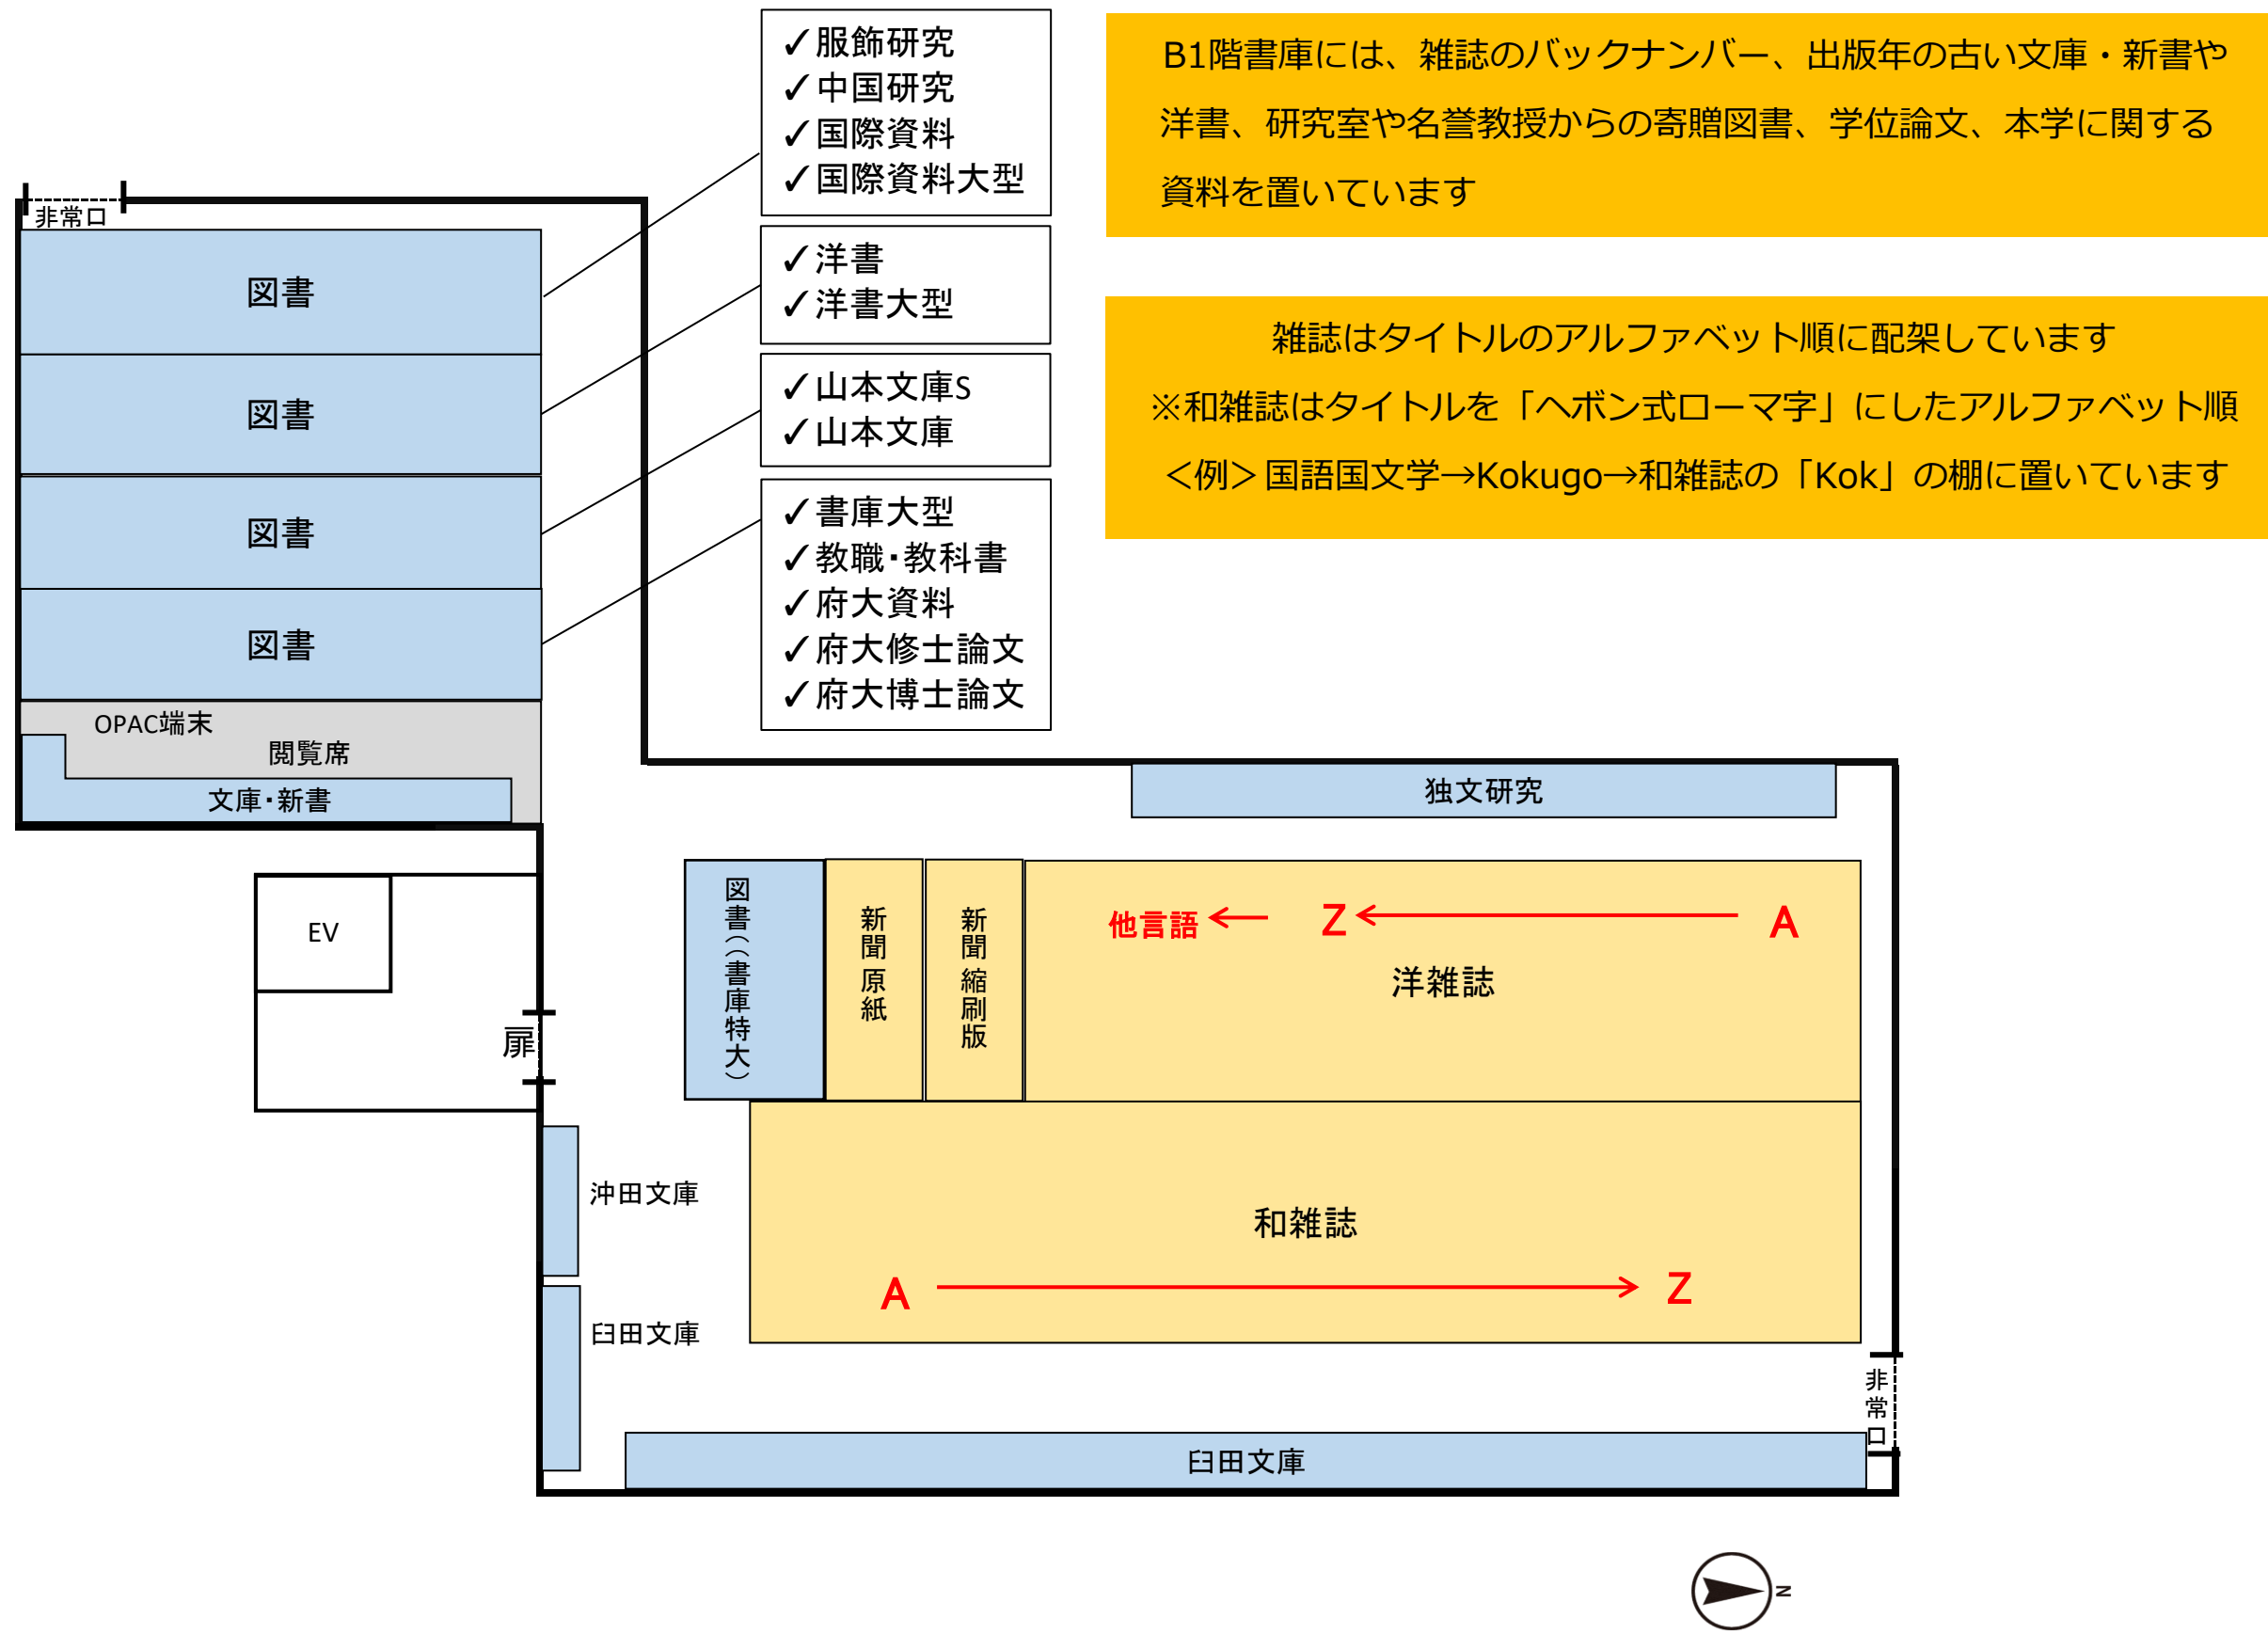 ✓服飾研究
✓中国研究
✓国際資料
✓国際資料大型
B1階書庫には、雑誌のバックナンバー、出版年の古い文庫・新書や
洋書、研究室や名誉教授からの寄贈図書、学位論文、本学に関する
資料を置いています
非常口
図書
✓洋書
✓洋書大型
雑誌はタイトルのアルファベット順に配架しています
※和雑誌はタイトルを「ヘボン式ローマ字」にしたアルファベット順
＜例＞国語国文学→Kokugo→和雑誌の「Kok」の棚に置いています
図書
✓山本文庫S
✓山本文庫
図書
✓書庫大型
✓教職・教科書
✓府大資料
✓府大修士論文
✓府大博士論文
図書
OPAC端末
閲覧席
文庫・新書
独文研究
EV
扉
図書（（書庫特大）
新聞 原紙
新聞 縮刷版
他言語 ← Z ← A
洋雑誌
沖田文庫
和雑誌
A → Z
臼田文庫
非常口
臼田文庫
N